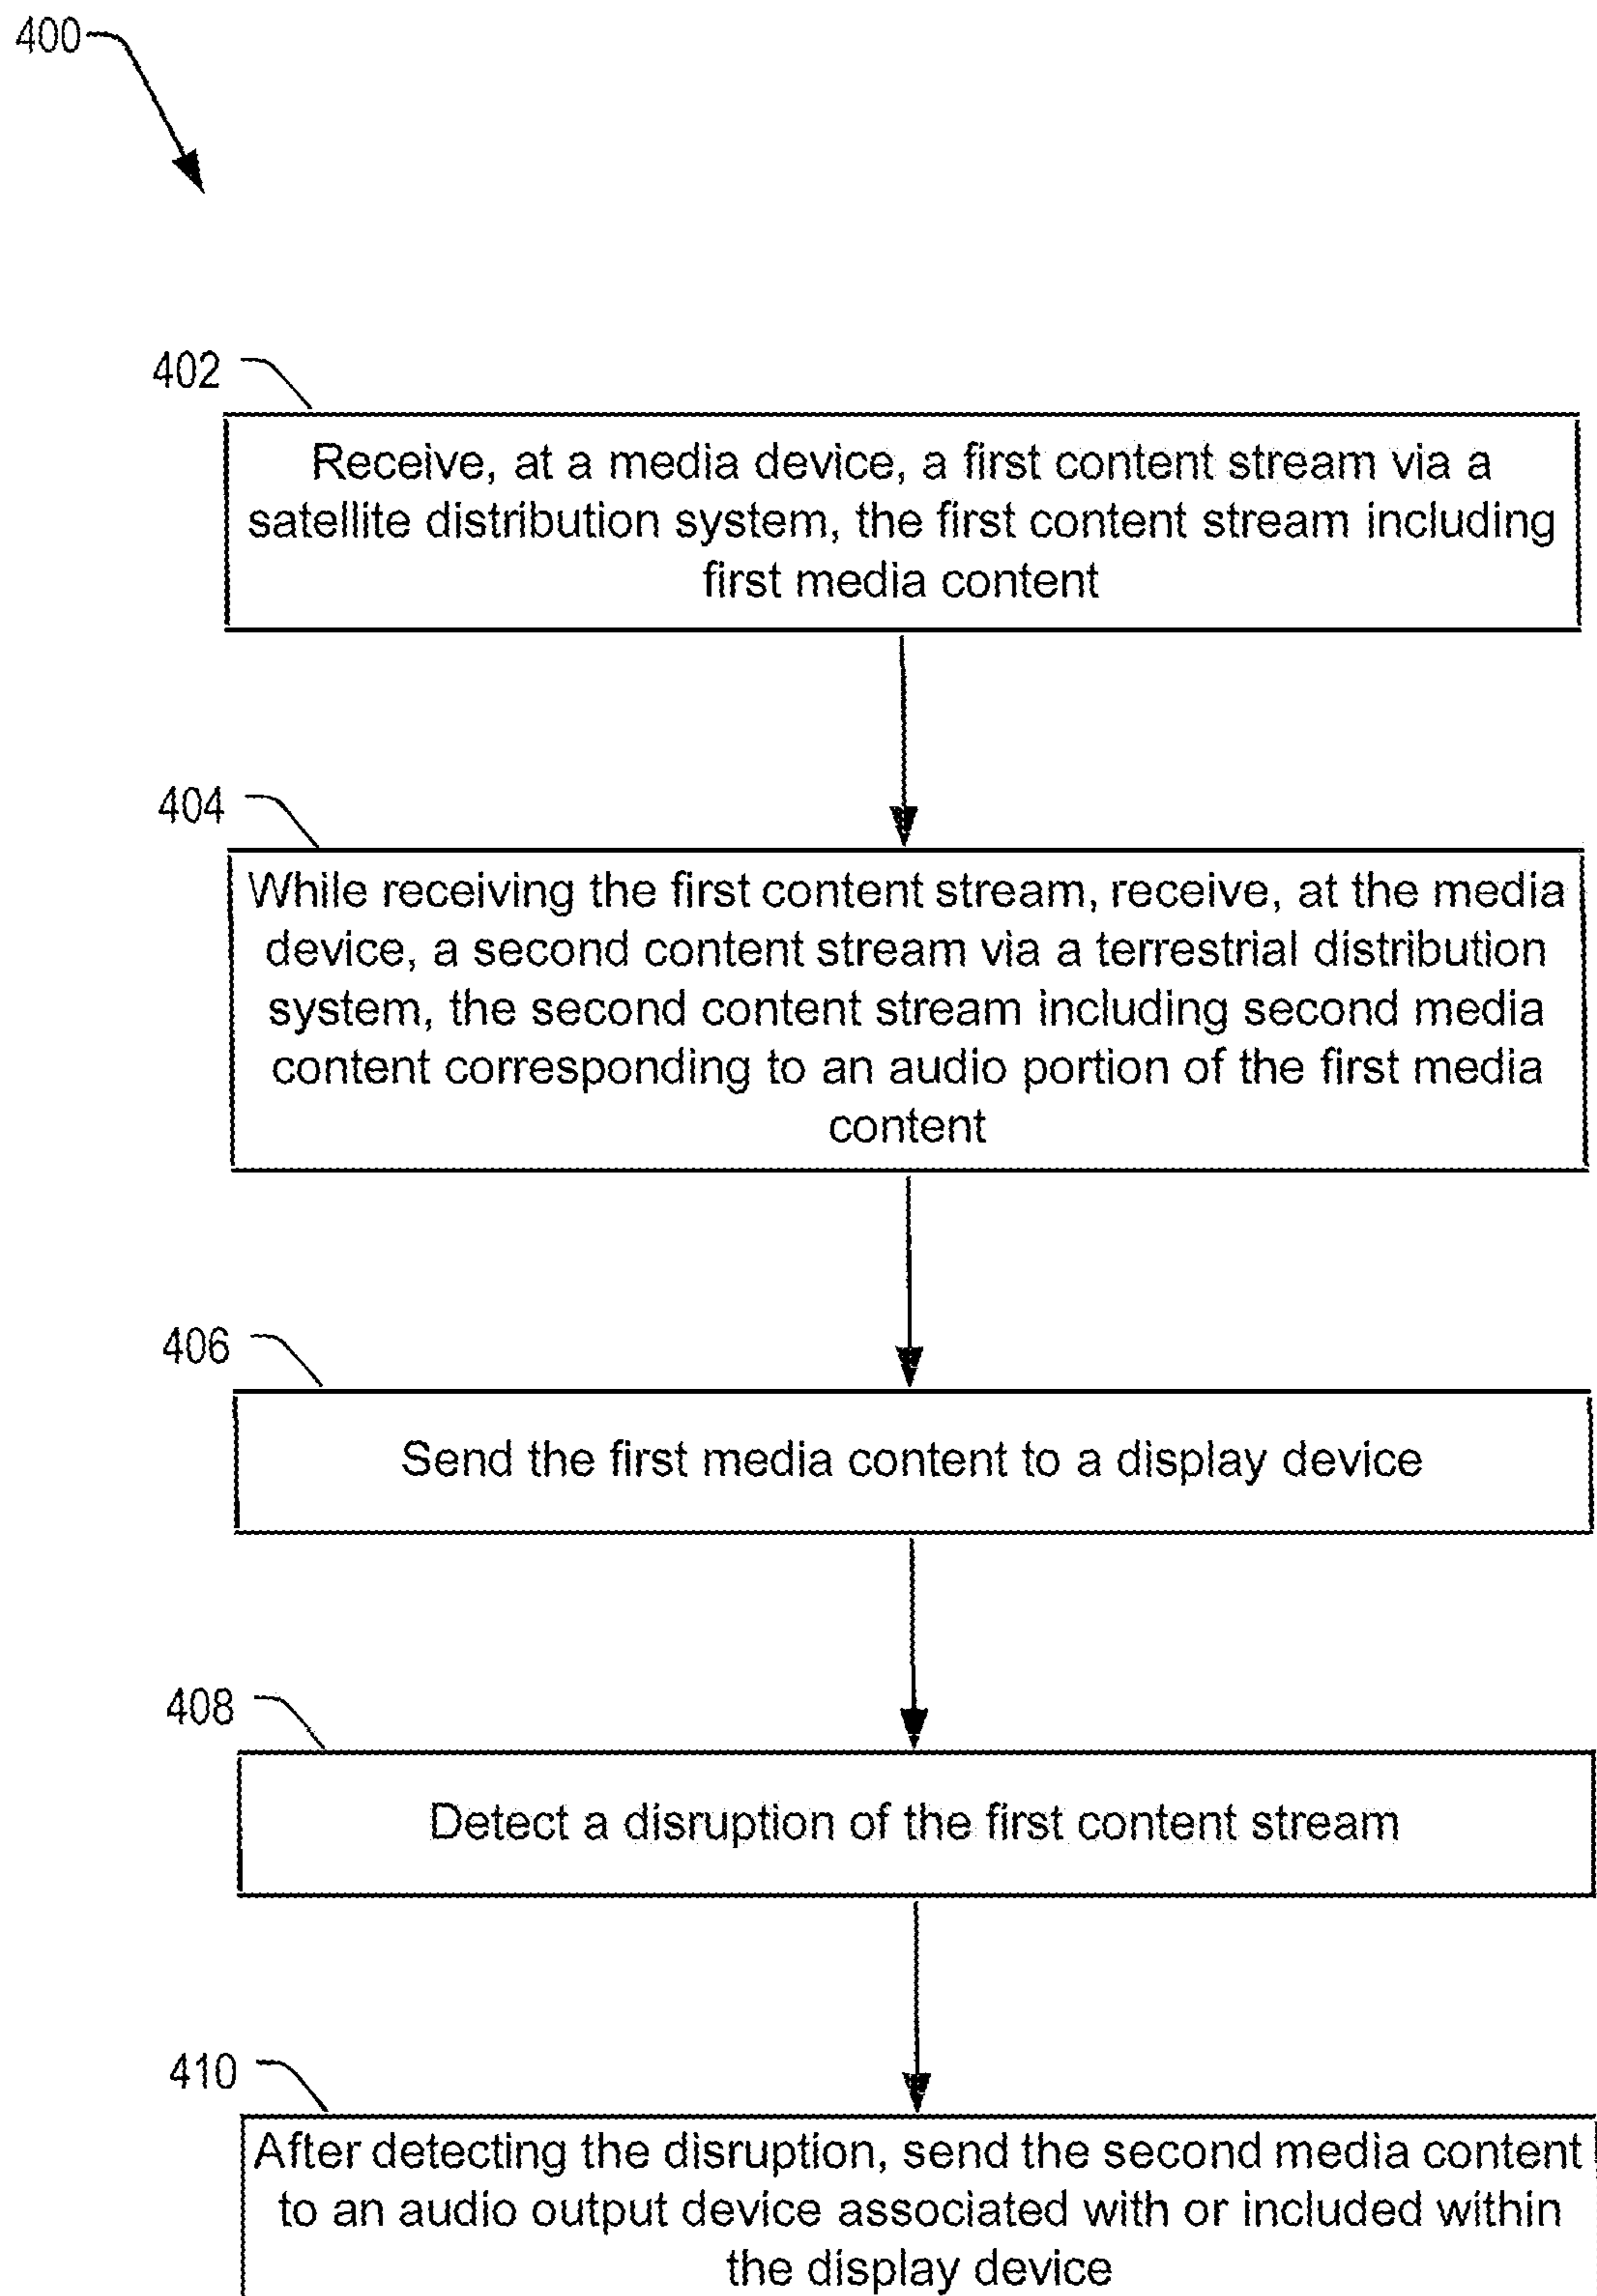 400
402
Receive, at a media device, a first content stream via a
satellite distribution system, the first content stream including
first media content
404
While receiving the first content stream, receive, at the media
device, a second content stream via a terrestrial distribution
system, the second content stream including second media
content corresponding to an audio portion of the first media
content
406
Send the first media content to a display device
408
Detect a disruption of the first content stream
410
After detecting the disruption, send the second media content
to an audio output device associated with or included within
the display device